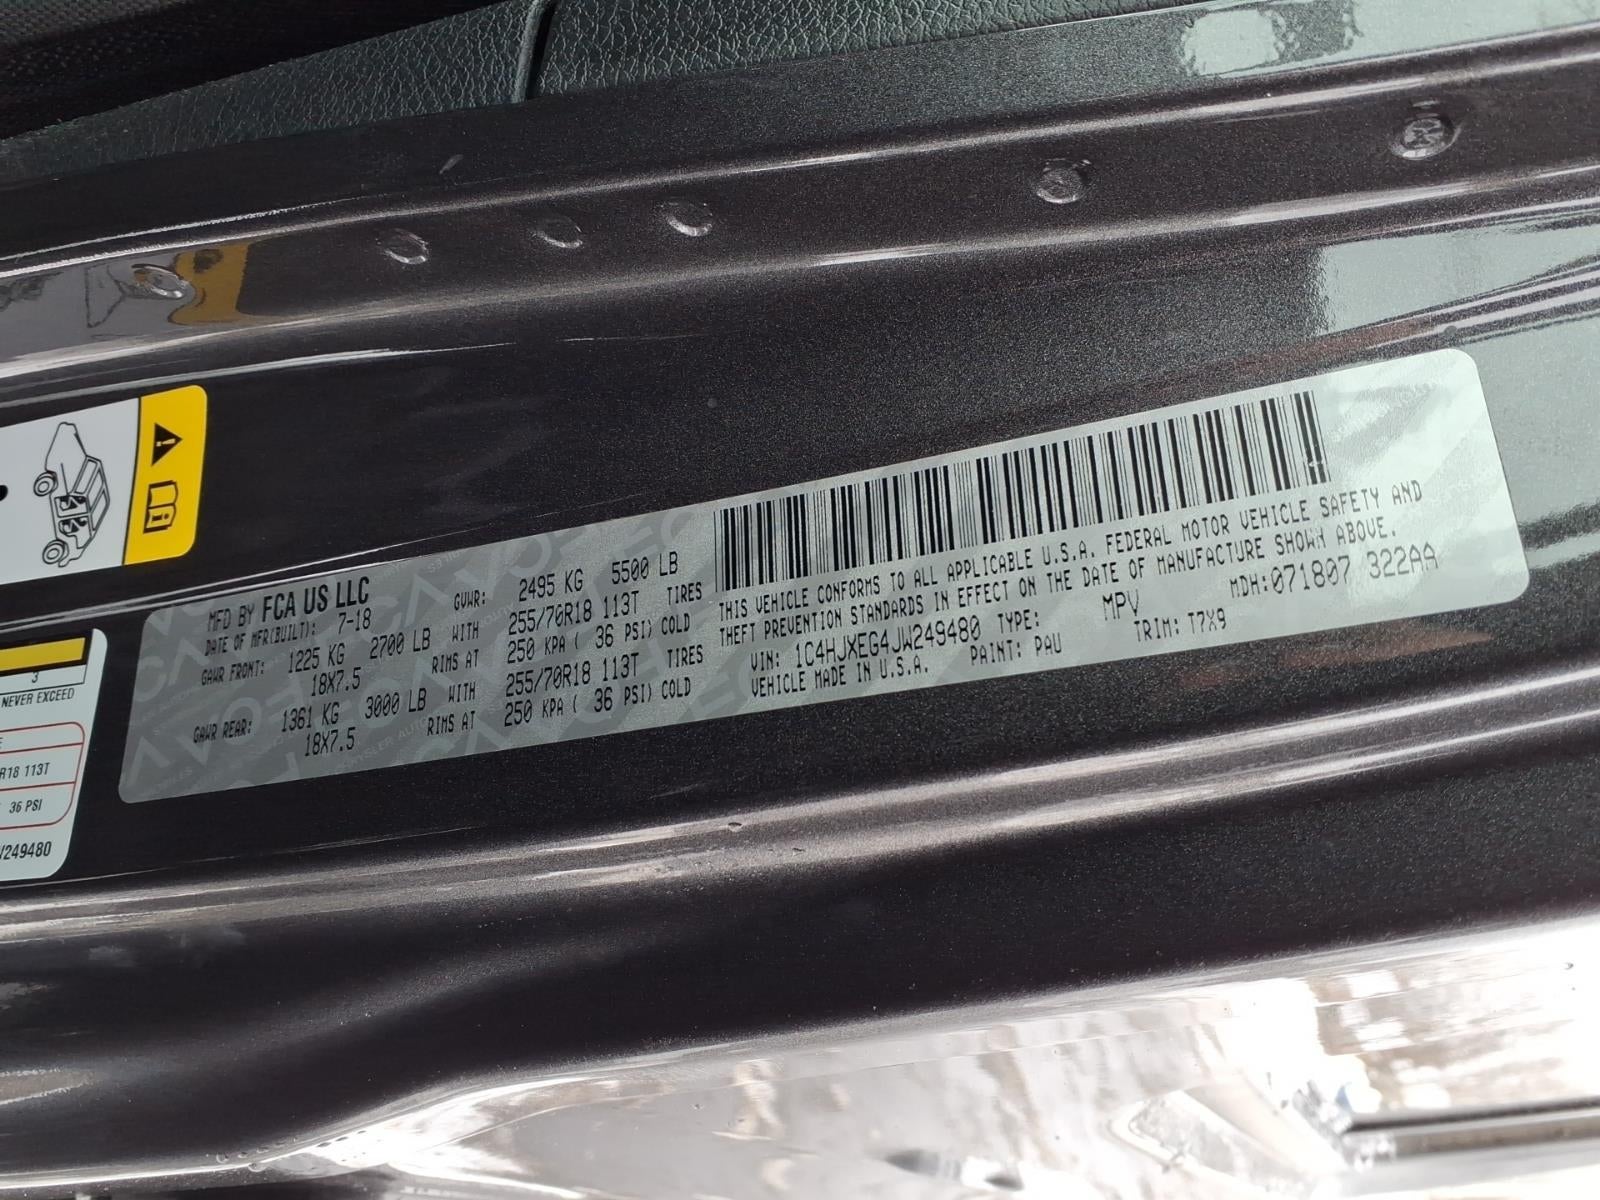 MFD BY FCA US LLC
DATE OF MFR(BUILT): 7-18 GVWR: 2495 KG 5500 LB
GAWR FRONT: 1225 KG 2700 LB WITH 255/70R18 113T TIRES
18X7.5 RIMS AT 250 KPA ( 36 PSI) COLD
GAWR REAR: 1361 KG 3000 LB WITH 255/70R18 113T TIRES
18X7.5 RIMS AT 250 KPA ( 36 PSI) COLD
THIS VEHICLE CONFORMS TO ALL APPLICABLE U.S.A. FEDERAL MOTOR VEHICLE SAFETY AND
THEFT PREVENTION STANDARDS IN EFFECT ON THE DATE OF MANUFACTURE SHOWN ABOVE.
VIN: 1C4HJXEG4JW249480 TYPE: MPV MDH:071807 322AA
VEHICLE MADE IN U.S.A. PAINT: PAU TRIM: T7X9
3
NEVER EXCEED
R18 113T
36 PSI
249480